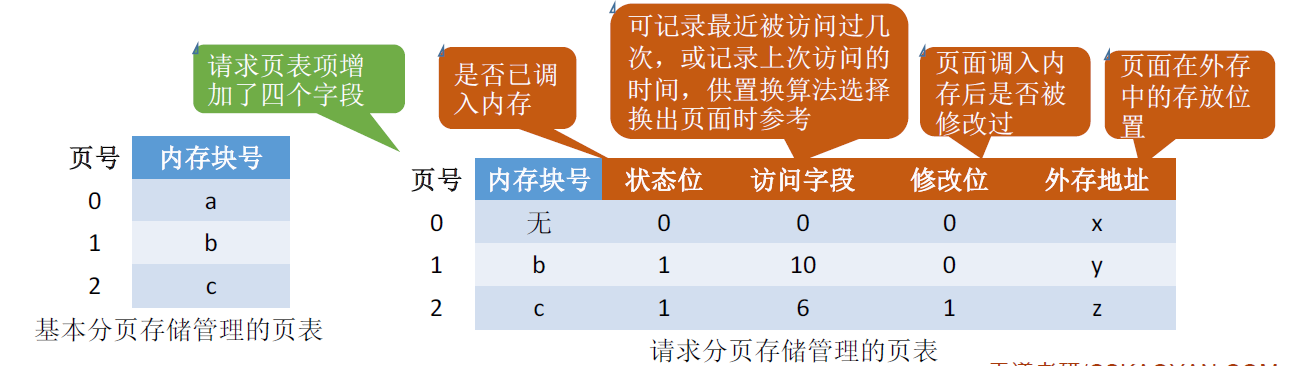 请求页表项增
加了四个字段
是否已调
入内存
可记录最近被访问过几
次，或记录上次访问的
时间，供置换算法选择
换出页面时参考
页面调入内
存后是否被
修改过
页面在外存
中的存放位
置
页号 内存块号
0 a
1 b
2 c
基本分页存储管理的页表
页号 内存块号 状态位 访问字段 修改位 外存地址
0 无 0 0 0 x
1 b 1 10 0 y
2 c 1 6 1 z
请求分页存储管理的页表